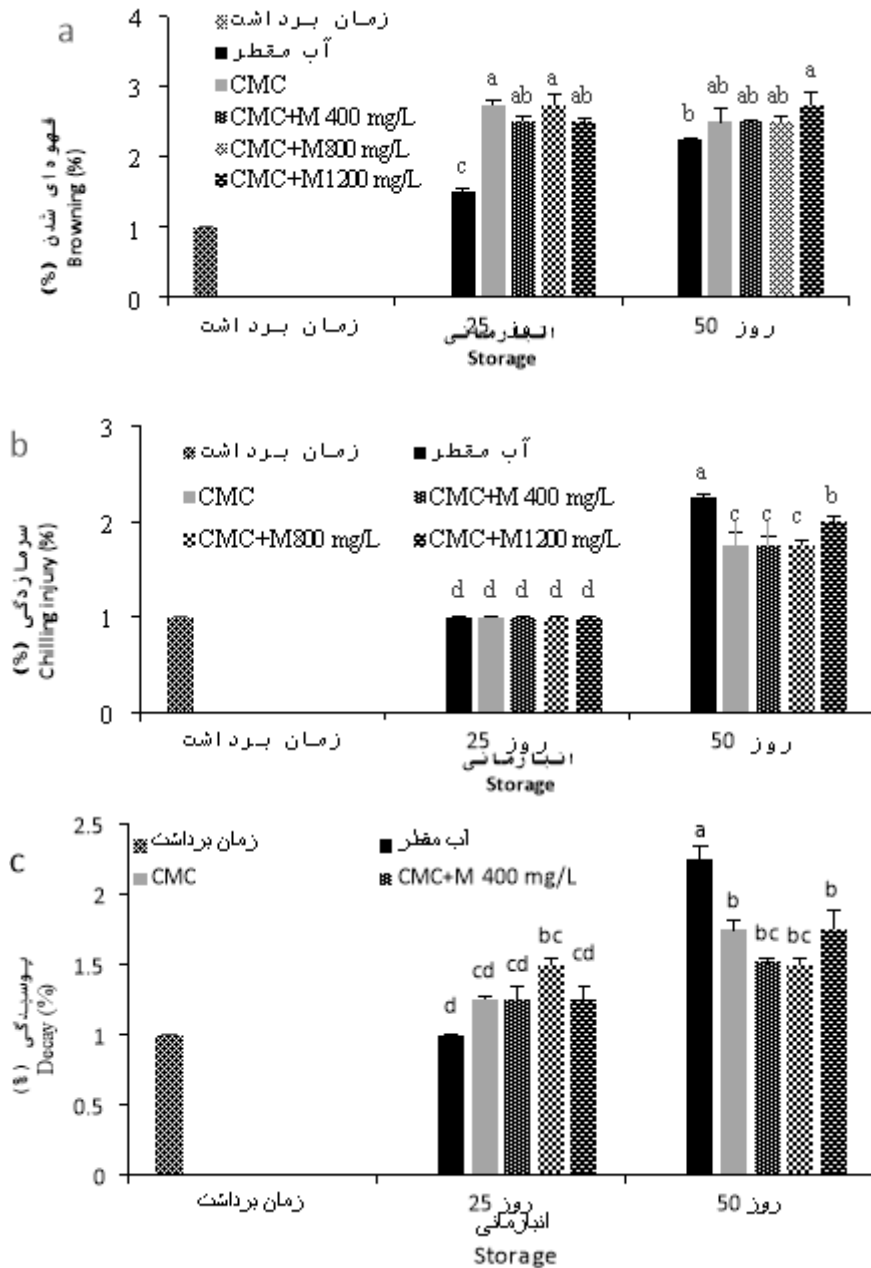 a
4
3
2
1
0
قهوه‌ای شدن (%)
Browning (%)
زمان برداشت
آب مقطر
CMC
CMC+M 400 mg/L
CMC+M800 mg/L
CMC+M1200 mg/L
c
a
ab
a
ab
b
ab
ab
ab
a
زمان برداشت
25 روز
50 روز
انبارمانی
Storage
b
3
2
1
0
سرمازدگی (%)
Chilling injury (%)
زمان برداشت
آب مقطر
CMC
CMC+M 400 mg/L
CMC+M800 mg/L
CMC+M1200 mg/L
d d d d d
a
c
c
c
b
زمان برداشت
25 روز
50 روز
انبارمانی
Storage
c
2.5
2
1.5
1
0.5
0
پوسیدگی (%)
Decay (%)
زمان برداشت
آب مقطر
CMC
CMC+M 400 mg/L
d
cd
cd
bc
cd
a
b
bc
bc
b
زمان برداشت
25 روز
50 روز
انبارمانی
Storage